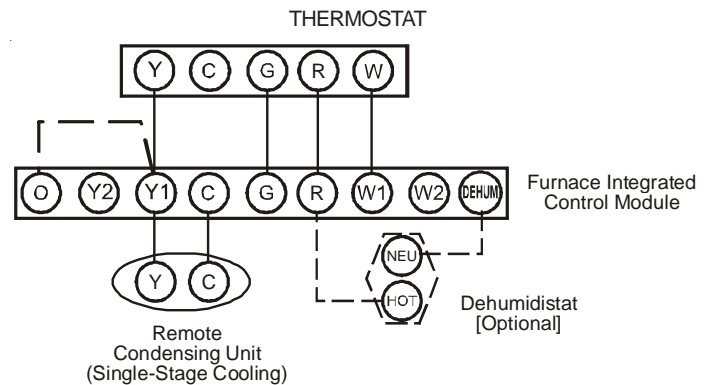 THERMOSTAT
Y C G R W
O Y2 Y1 C G R W1 W2 DEHUM
Furnace Integrated
Control Module
NEU
HOT
Y C
Dehumidistat
[Optional]
Remote
Condensing Unit
(Single-Stage Cooling)